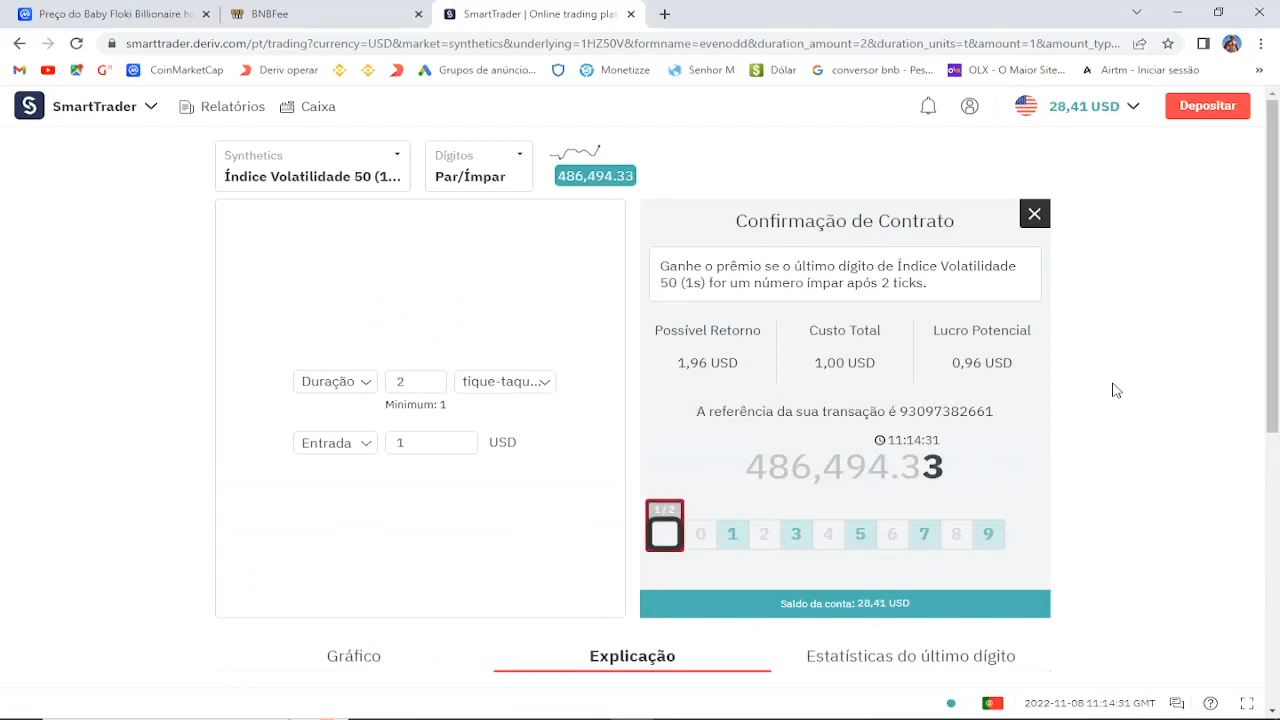 Preço do Baby Floki Billionaire ho
BNBFee
SmartTrader | Online trading plat
smarttrader.deriv.com/pt/trading?currency=USD&market=synthetics&underlying=1HZ50V&formname=evenodd&duration_amount=2&duration_units=t&amount=1&amount_typ...
CoinMarketCap
Deriv operar
Grupos de anúncio...
Monetizze
Senhor M
Dólar
conversor bnb - Pes...
OLX - O Maior Site...
Airtm - Iniciar sessão
»
SmartTrader
Relatórios
Caixa
28,41 USD
Depositar
Synthetics
Índice Volatilidade 50 (1...
Dígitos
Par/Ímpar
486,494.33
Duração
2
tique-taqu...
Minimum: 1
Entrada
1
USD
Confirmação de Contrato
Ganhe o prêmio se o último dígito de Índice Volatilidade
50 (1s) for um número ímpar após 2 ticks.
Possível Retorno
Custo Total
Lucro Potencial
1,96 USD
1,00 USD
0,96 USD
A referência da sua transação é 93097382661
11:14:31
486,494.33
1/2
0 1 2 3 4 5 6 7 8 9
Saldo da conta: 28,41 USD
Gráfico
Explicação
Estatísticas do último dígito
2022-11-08 11:14:31 GMT